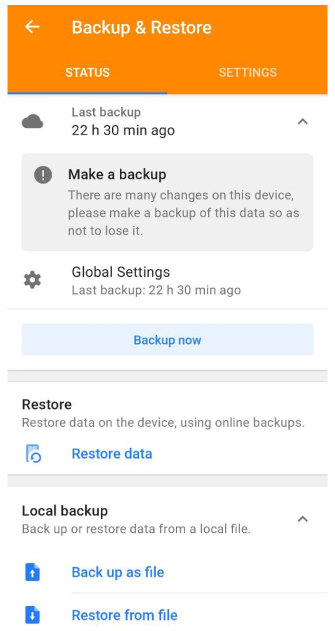 Backup & Restore
STATUS
SETTINGS
Last backup
22 h 30 min ago
Make a backup
There are many changes on this device,
please make a backup of this data so as
not to lose it.
Global Settings
Last backup: 22 h 30 min ago
Backup now
Restore
Restore data on the device, using online backups.
Restore data
Local backup
Back up or restore data from a local file.
Back up as file
Restore from file